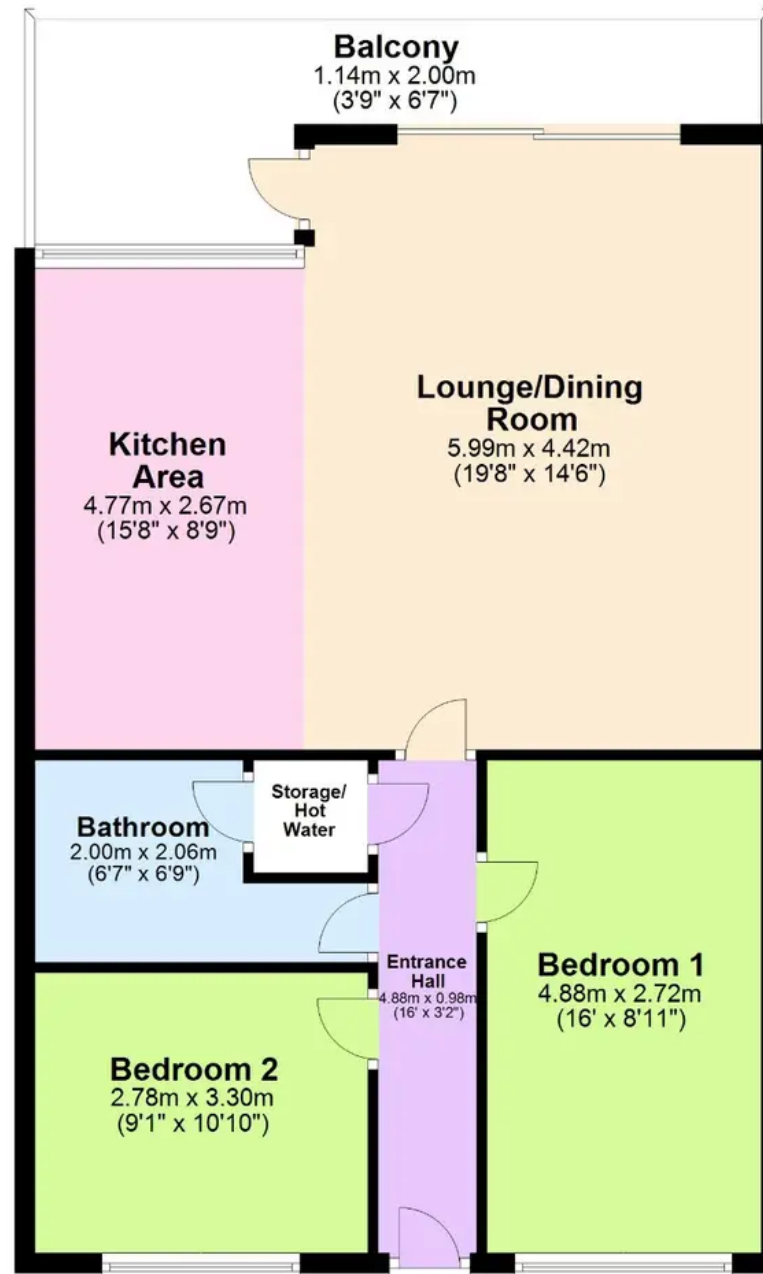 Balcony
1.14m x 2.00m
(3'9" x 6'7")
Lounge/Dining
Room
5.99m x 4.42m
(19'8" x 14'6")
Kitchen
Area
4.77m x 2.67m
(15'8" x 8'9")
Storage/
Hot
Water
Bathroom
2.00m x 2.06m
(6'7" x 6'9")
Entrance
Hall
4.88m x 0.98m
(16' x 3'2")
Bedroom 1
4.88m x 2.72m
(16' x 8'11")
Bedroom 2
2.78m x 3.30m
(9'1" x 10'10")